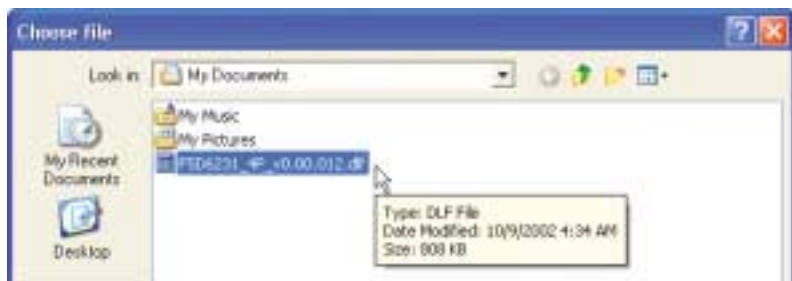 Choose file
Look in:
My Documents
My Music
My Pictures
My Recent
Documents
Desktop
Type: DLF File
Date Modified: 10/9/2002 4:34 AM
Size: 808 KB